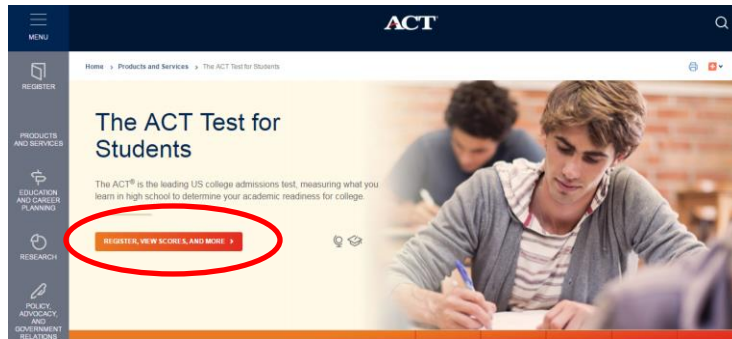 MENU
ACT
REGISTER
Home › Products and Services › The ACT Test for Students
PRODUCTS
AND SERVICES
The ACT Test for
Students
EDUCATION
AND CAREER
PLANNING
The ACT® is the leading US college admissions test, measuring what you
learn in high school to determine your academic readiness for college.
REGISTER, VIEW SCORES, AND MORE ›
RESEARCH
POLICY,
ADVOCACY,
AND
GOVERNMENT
RELATIONS